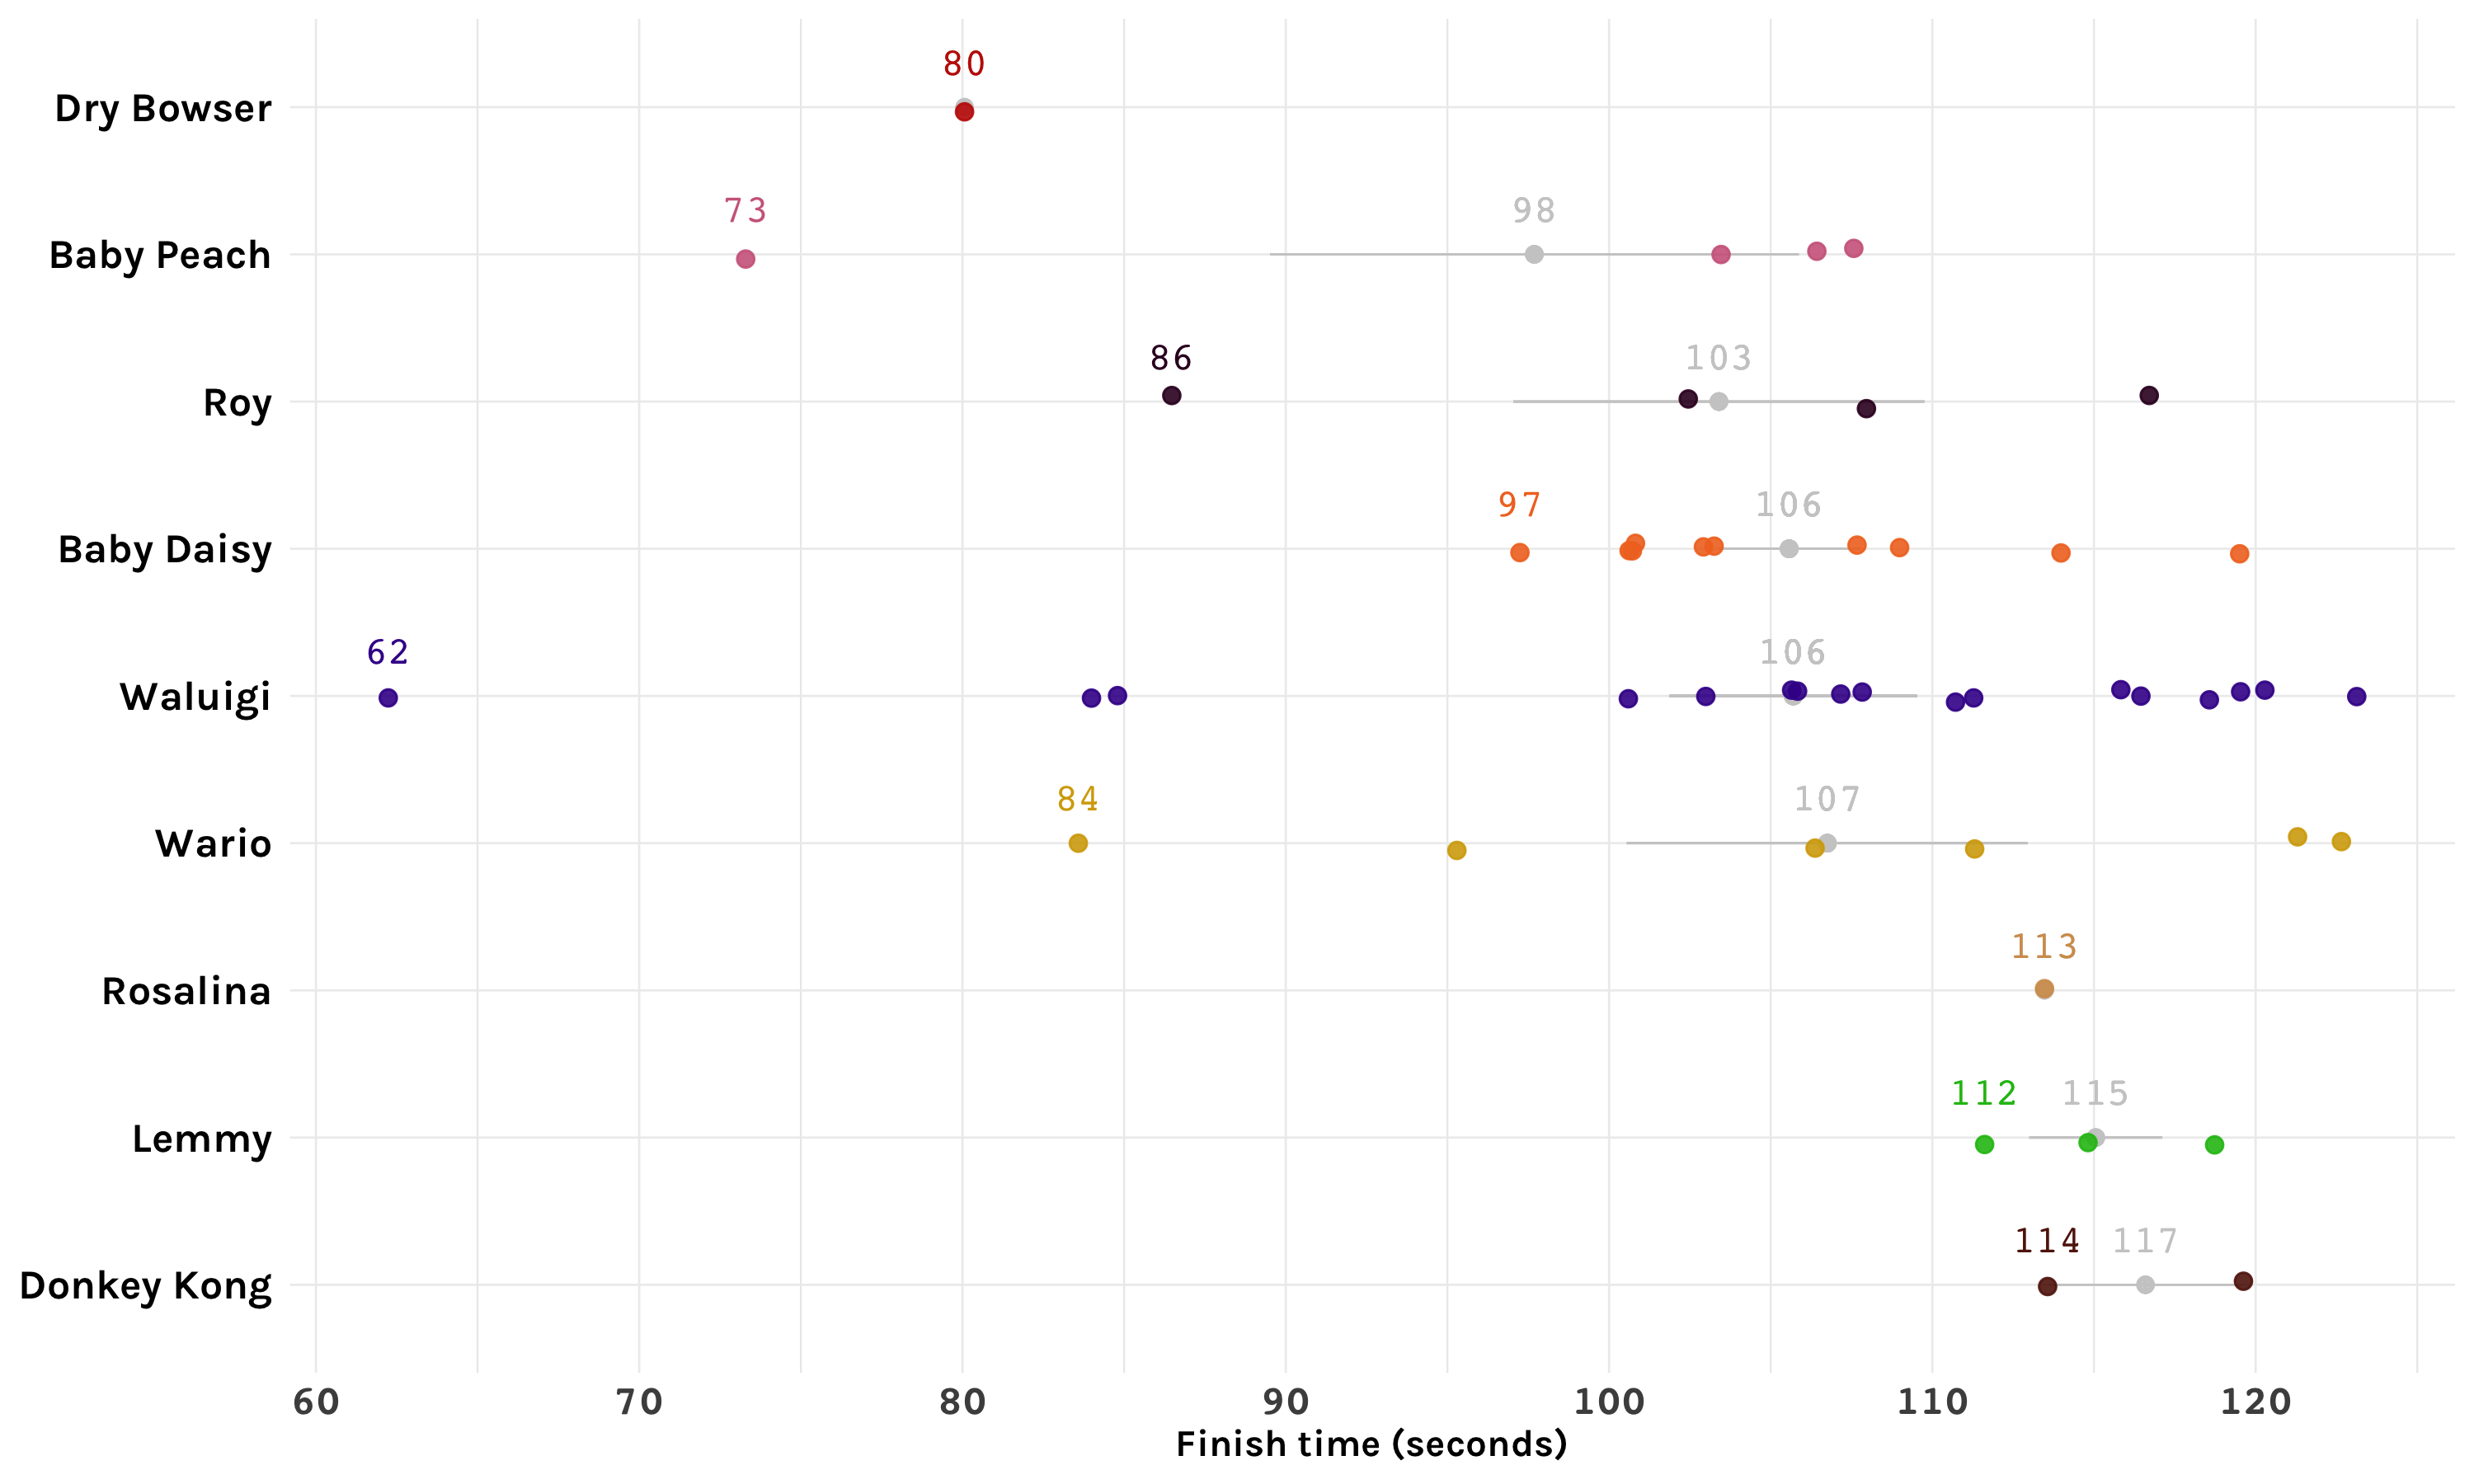 80
Dry Bowser
73 98
Baby Peach
86 103
Roy
97 106
Baby Daisy
62 106
Waluigi
84 107
Wario
113
Rosalina
112 115
Lemmy
114 117
Donkey Kong
60 70 80 90 100 110 120
Finish time (seconds)